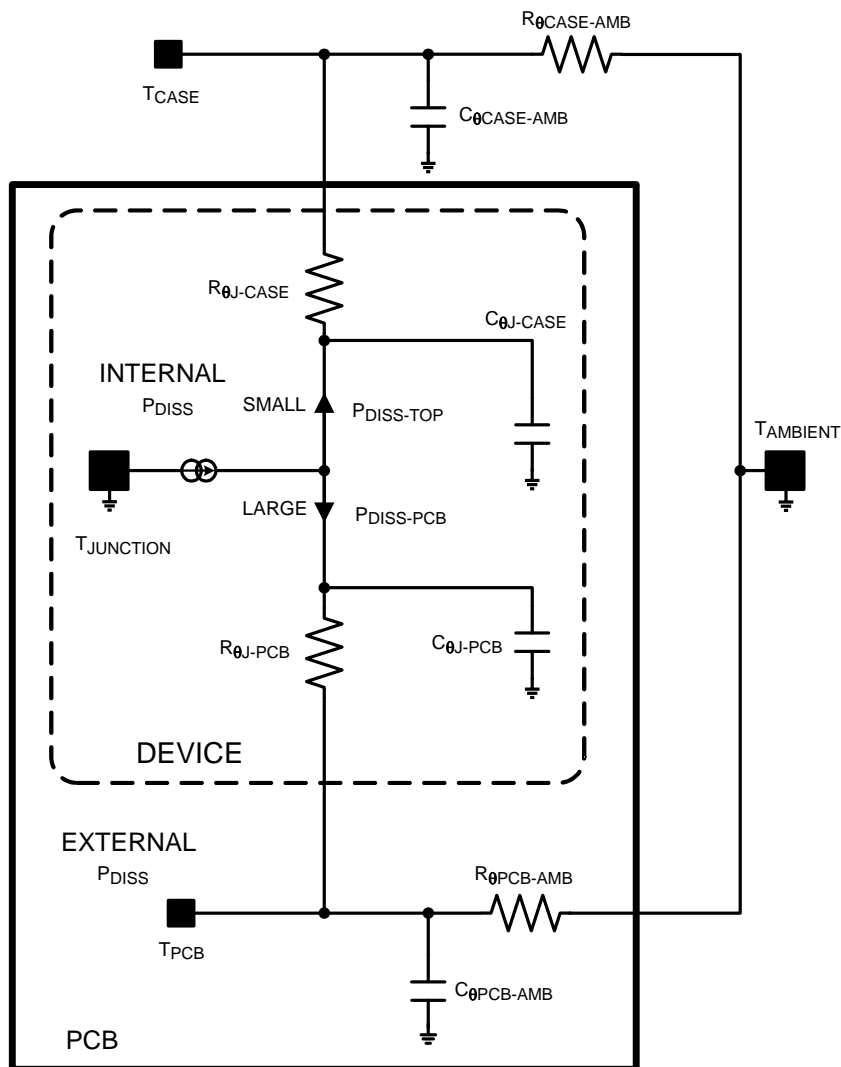 RθCASE-AMB
TCASE
CθCASE-AMB
RθJ-CASE
CθJ-CASE
INTERNAL
PDISS
SMALL
PDISS-TOP
TAMBIENT
LARGE
PDISS-PCB
TJUNCTION
RθJ-PCB
CθJ-PCB
DEVICE
EXTERNAL
PDISS
RθPCB-AMB
TPCB
CθPCB-AMB
PCB